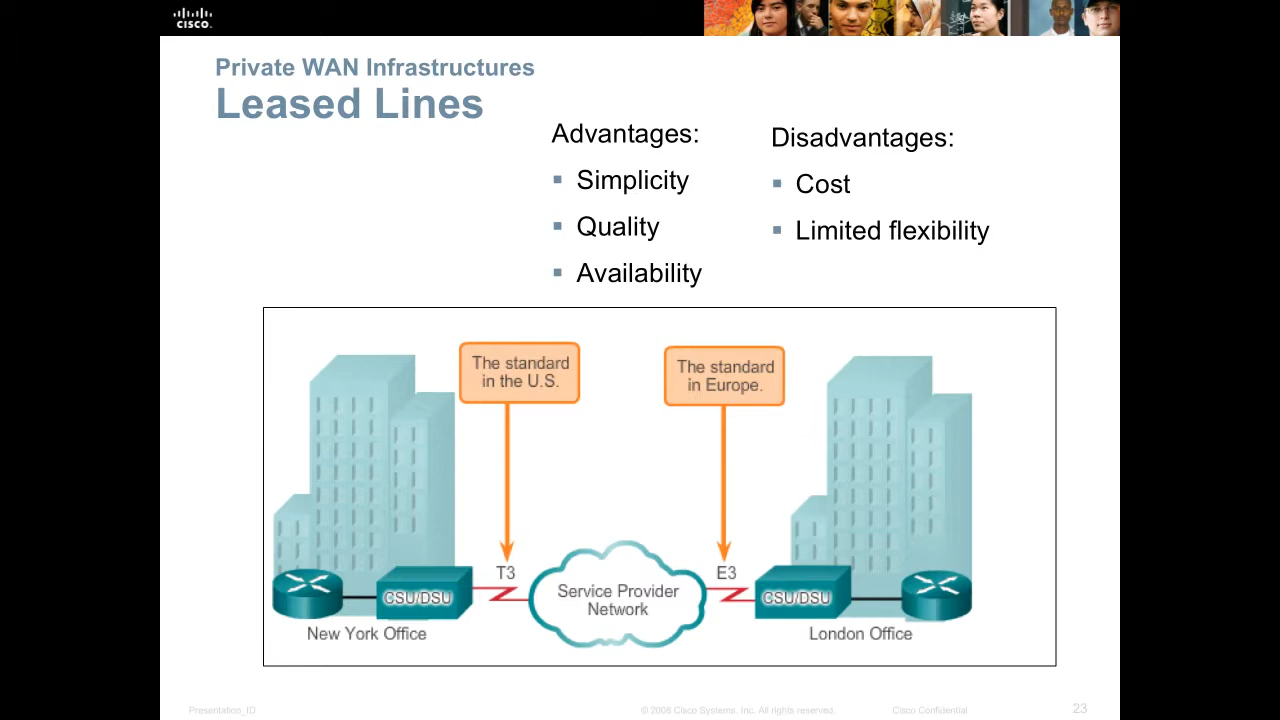 CISCO.
Private WAN Infrastructures
Leased Lines
Advantages:
▪ Simplicity
▪ Quality
▪ Availability
Disadvantages:
▪ Cost
▪ Limited flexibility
The standard
in the U.S.
The standard
in Europe.
T3
E3
CSU/DSU
Service Provider
Network
CSU/DSU
New York Office
London Office
Presentation_ID
© 2008 Cisco Systems, Inc. All rights reserved.
Cisco Confidential
23